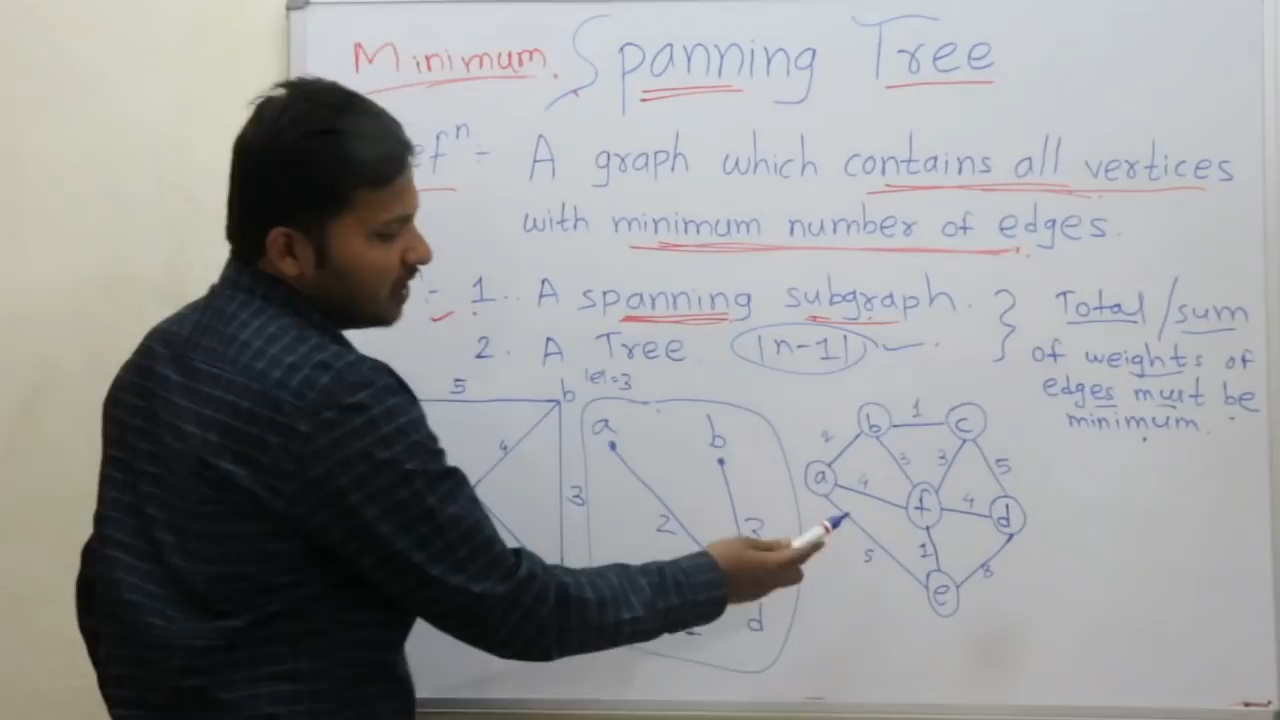 Minimum. Spanning Tree
efⁿ:- A graph which contains all vertices
with minimum number of edges.
:- 1. A spanning subgraph.
2. A Tree |n-1|
Total/sum
of weights of
edges must be
minimum.
5 b
4
3
|e|=3
a b
2 3
d
b 1 c
2 3 3 5
a 4 f 4 d
5 1 3
e